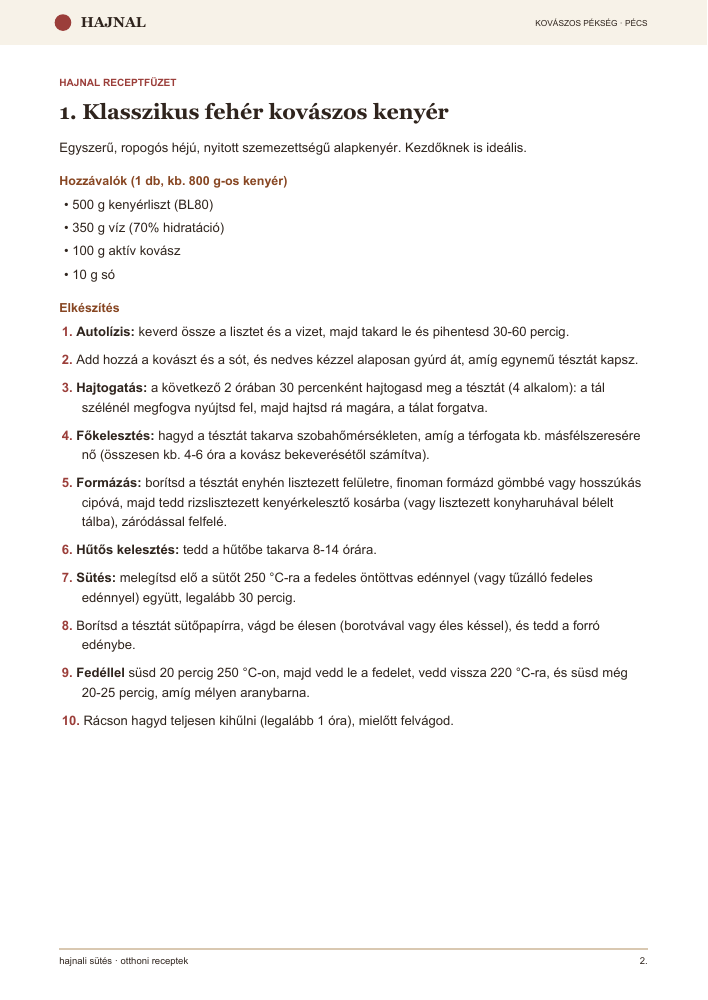 HAJNAL
KOVÁSZOS PÉKSÉG · PÉCS
HAJNAL RECEPTFÜZET
1. Klasszikus fehér kovászos kenyér
Egyszerű, ropogós héjú, nyitott szemezettségű alapkenyér. Kezdőknek is ideális.
Hozzávalók (1 db, kb. 800 g-os kenyér)
• 500 g kenyérliszt (BL80)
• 350 g víz (70% hidratáció)
• 100 g aktív kovász
• 10 g só
Elkészítés
1. Autolízis: keverd össze a lisztet és a vizet, majd takard le és pihentesd 30-60 percig.
2. Add hozzá a kovászt és a sót, és nedves kézzel alaposan gyúrd át, amíg egynemű tésztát kapsz.
3. Hajtogatás: a következő 2 órában 30 percenként hajtogasd meg a tésztát (4 alkalom): a tál
szélénél megfogva nyújtsd fel, majd hajtsd rá magára, a tálat forgatva.
4. Főkelesztés: hagyd a tésztát takarva szobahőmérsékleten, amíg a térfogata kb. másfélszeresére
nő (összesen kb. 4-6 óra a kovász bekeverésétől számítva).
5. Formázás: borítsd a tésztát enyhén lisztezett felületre, finoman formázd gömbbé vagy hosszúkás
cipóvá, majd tedd rizslisztezett kenyérkelesztő kosárba (vagy lisztezett konyharuhával bélelt
tálba), záródással felfelé.
6. Hűtős kelesztés: tedd a hűtőbe takarva 8-14 órára.
7. Sütés: melegítsd elő a sütőt 250 °C-ra a fedeles öntöttvas edénnyel (vagy tűzálló fedeles
edénnyel) együtt, legalább 30 percig.
8. Borítsd a tésztát sütőpapírra, vágd be élesen (borotvával vagy éles késsel), és tedd a forró
edénybe.
9. Fedéllel süsd 20 percig 250 °C-on, majd vedd le a fedelet, vedd vissza 220 °C-ra, és süsd még
20-25 percig, amíg mélyen aranybarna.
10. Rácson hagyd teljesen kihűlni (legalább 1 óra), mielőtt felvágod.
hajnali sütés · otthoni receptek
2.